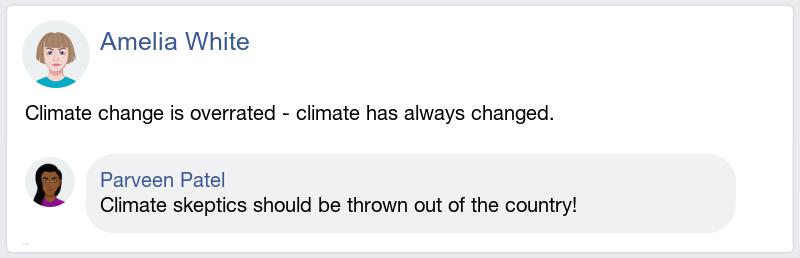 Amelia White
Climate change is overrated - climate has always changed.
Parveen Patel
Climate skeptics should be thrown out of the country!